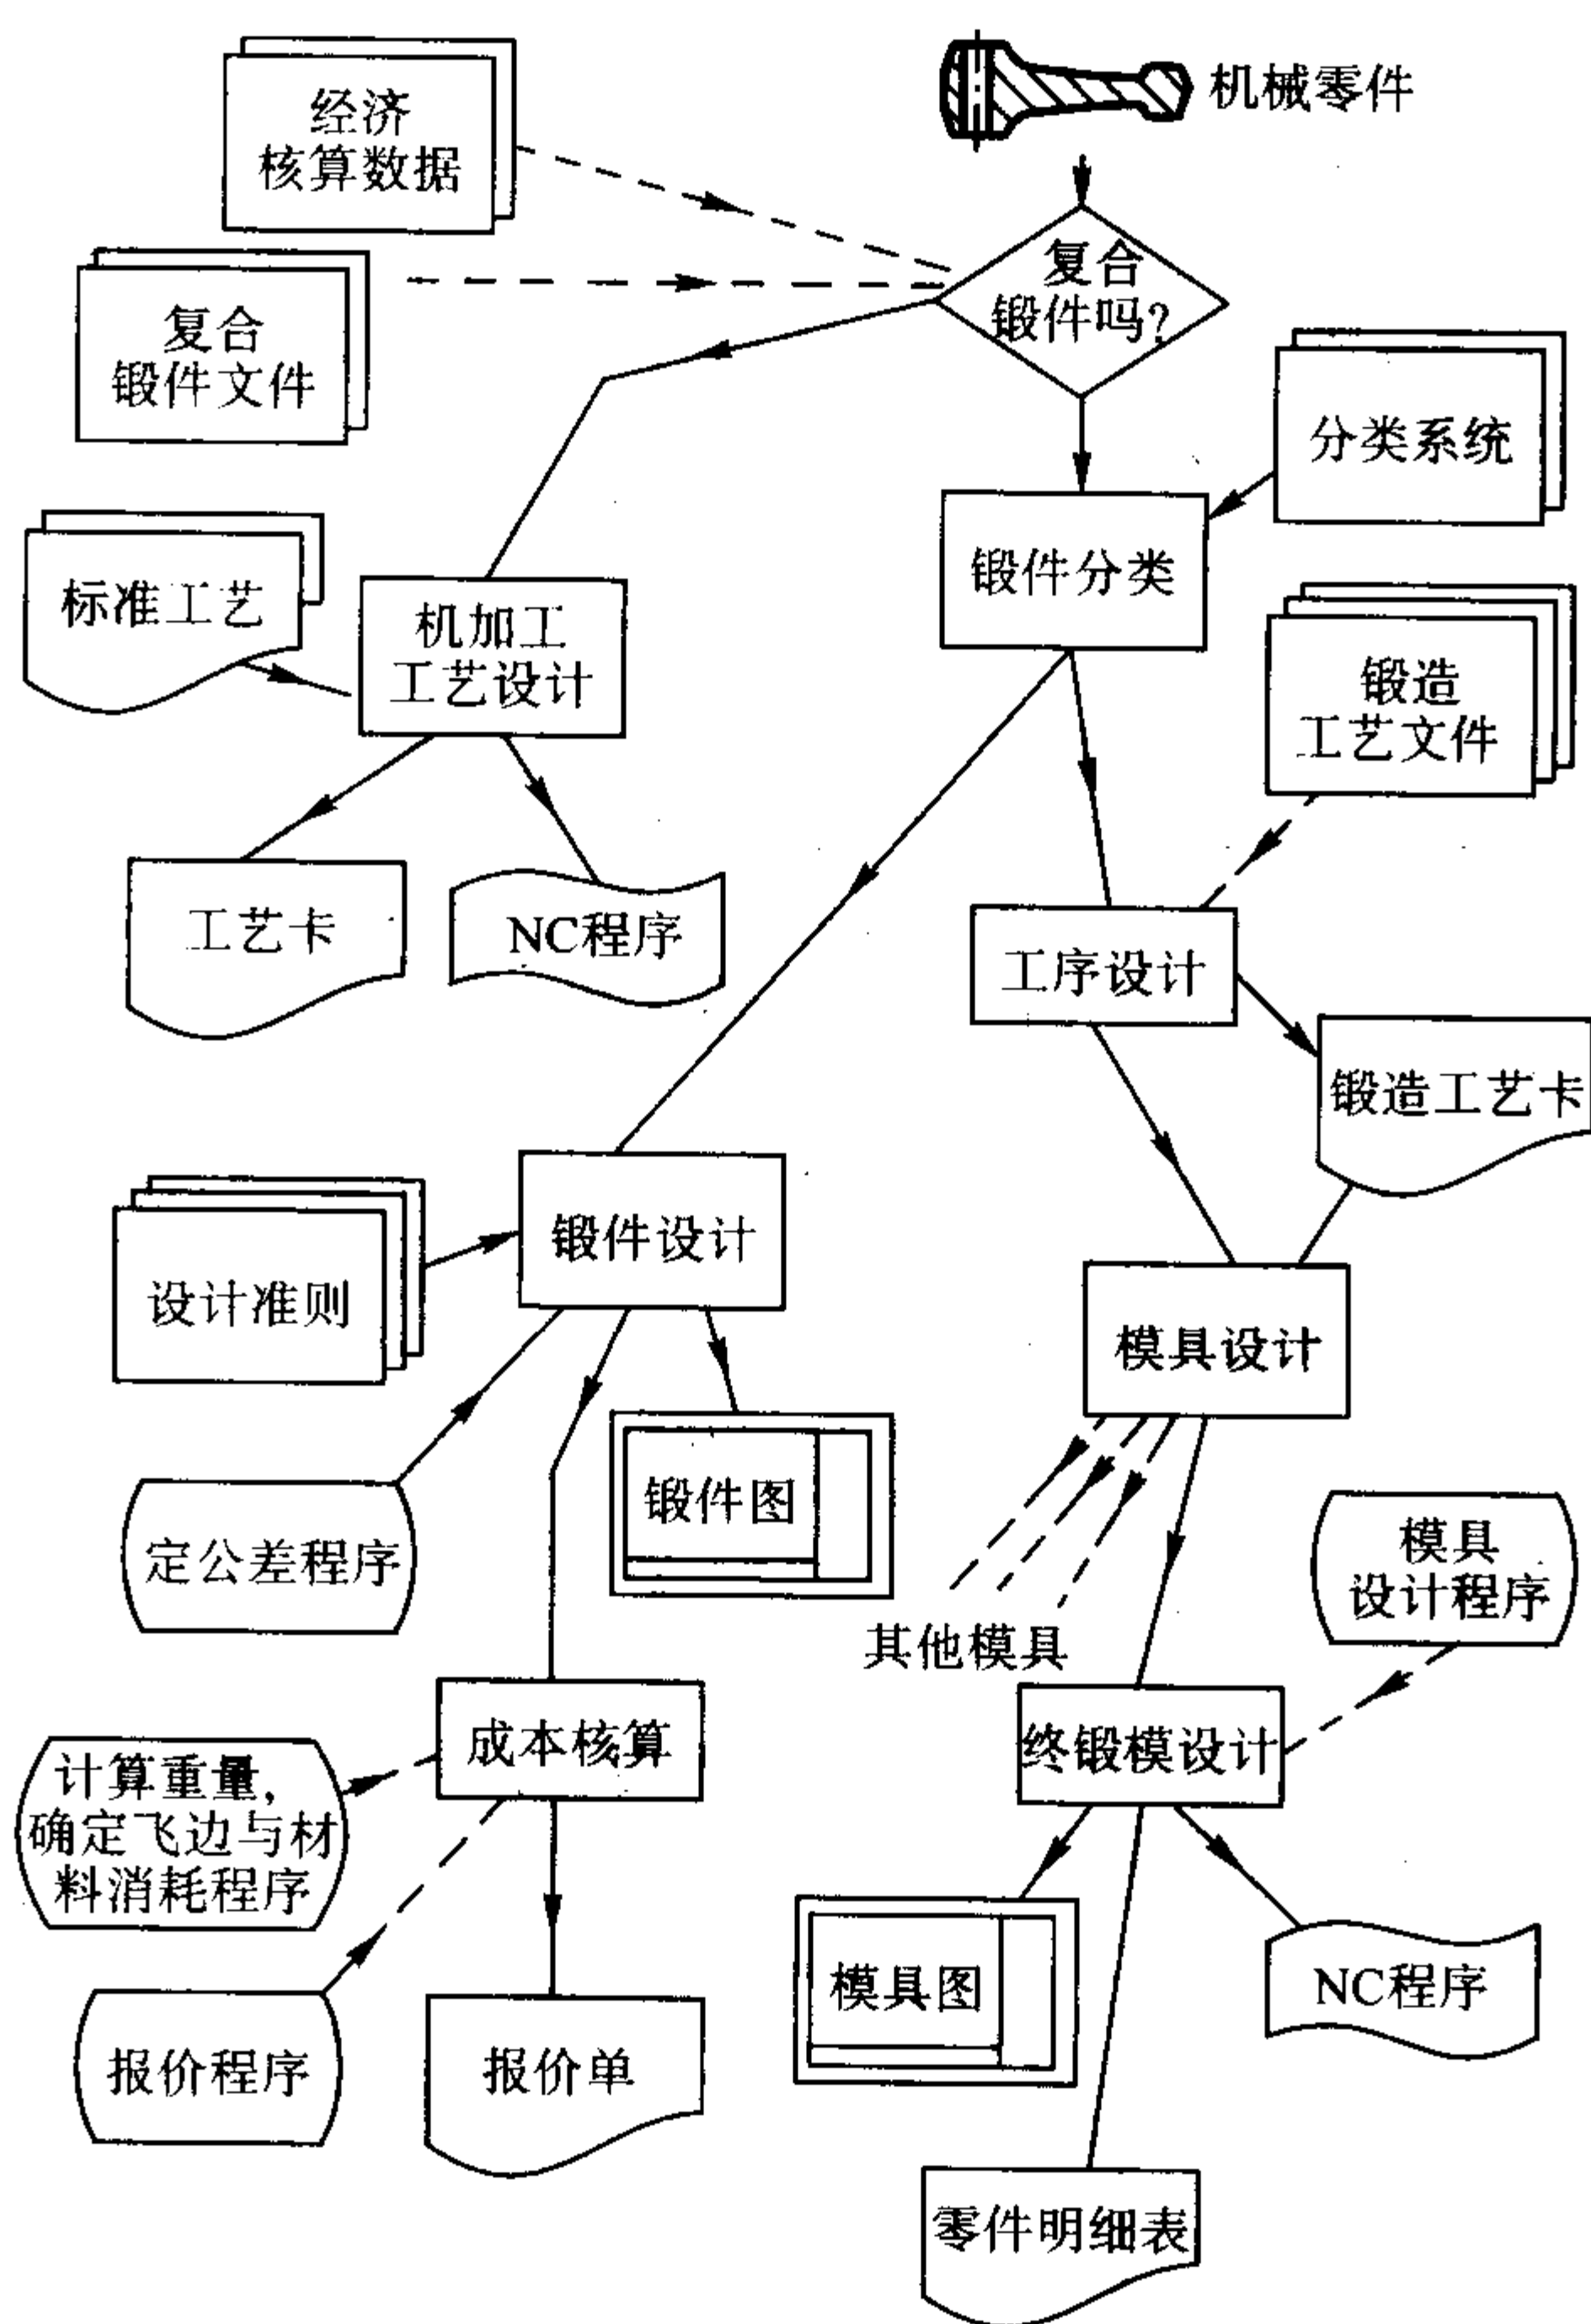 机械零件
经济
核算数据
复合
锻件吗?
复合
锻件文件
分类系统
锻件分类
标准工艺
机加工
工艺设计
锻造
工艺文件
工艺卡
NC程序
工序设计
锻造工艺卡
锻件设计
设计准则
模具设计
锻件图
定公差程序
模具
设计程序
其他模具
成本核算
终锻模设计
计算重量,
确定飞边与材
料消耗程序
模具图
NC程序
报价程序
报价单
零件明细表